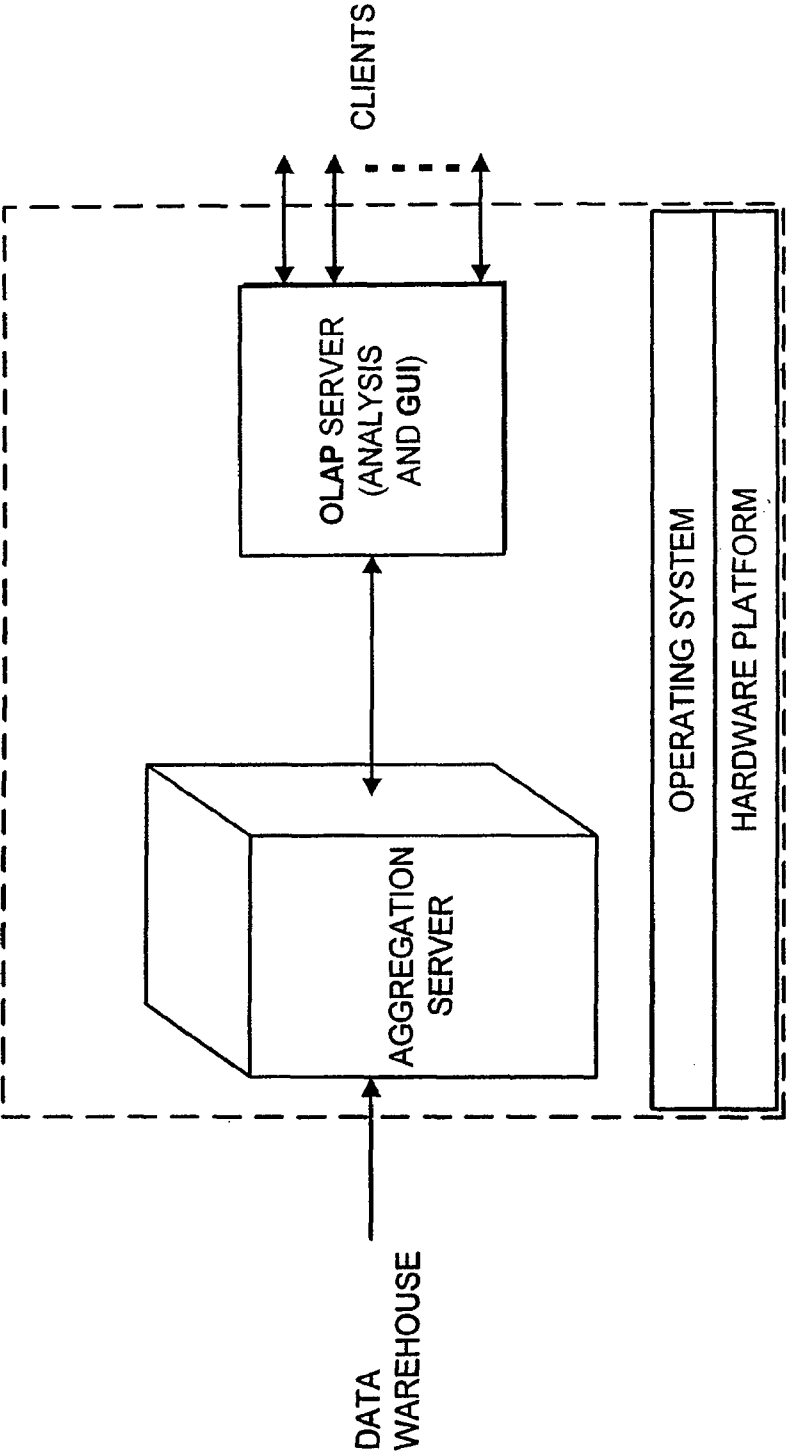 DATA
WAREHOUSE
AGGREGATION
SERVER
OLAP SERVER
(ANALYSIS
AND GUI)
CLIENTS
OPERATING SYSTEM
HARDWARE PLATFORM